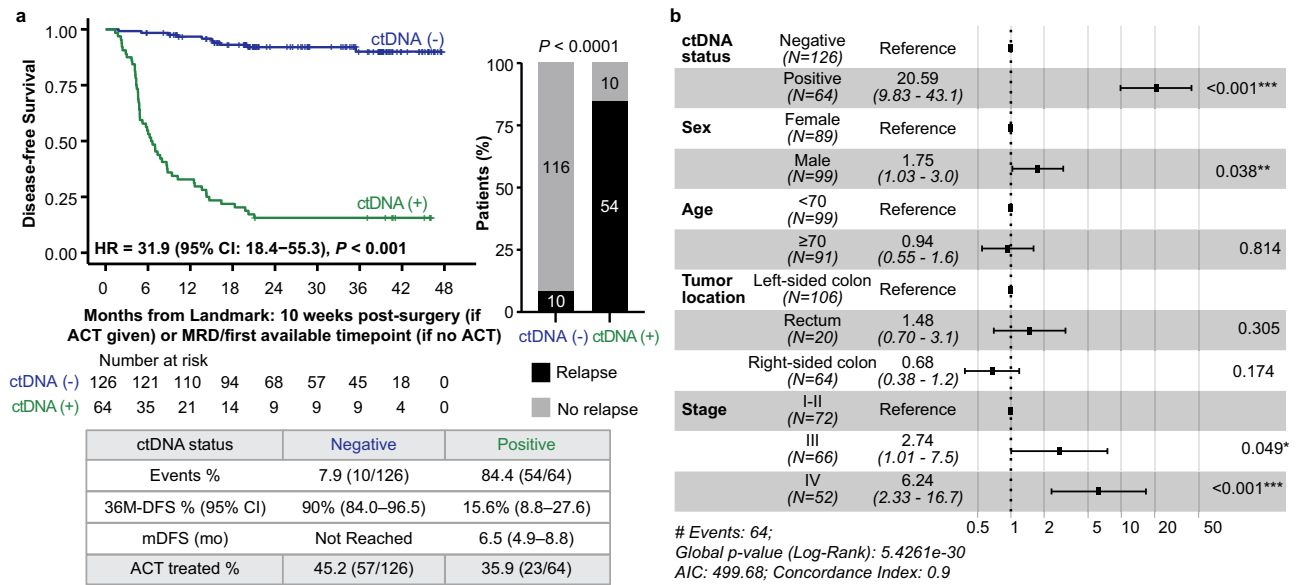 a
Disease-free Survival
1.00
0.75
0.50
0.25
0.00
ctDNA (-)
ctDNA (+)
HR = 31.9 (95% CI: 18.4–55.3), P < 0.001
0 6 12 18 24 30 36 42 48
Months from Landmark: 10 weeks post-surgery (if
ACT given) or MRD/first available timepoint (if no ACT)
Number at risk
ctDNA (-) 126 121 110 94 68 57 45 18 0
ctDNA (+) 64 35 21 14 9 9 9 4 0
P < 0.0001
Patients (%)
100
75
50
25
0
116
10
10
54
ctDNA (-) ctDNA (+)
Relapse
No relapse
ctDNA status Negative Positive
Events % 7.9 (10/126) 84.4 (54/64)
36M-DFS % (95% CI) 90% (84.0–96.5) 15.6% (8.8–27.6)
mDFS (mo) Not Reached 6.5 (4.9–8.8)
ACT treated % 45.2 (57/126) 35.9 (23/64)
b
ctDNA Negative
status (N=126) Reference
Positive 20.59
(N=64) (9.83 - 43.1) <0.001***
Sex Female
(N=89) Reference
Male 1.75
(N=99) (1.03 - 3.0) 0.038**
Age <70
(N=99) Reference
≥70 0.94
(N=91) (0.55 - 1.6) 0.814
Tumor Left-sided colon
location (N=106) Reference
Rectum 1.48
(N=20) (0.70 - 3.1) 0.305
Right-sided colon 0.68
(N=64) (0.38 - 1.2) 0.174
Stage I-II
(N=72) Reference
III 2.74
(N=66) (1.01 - 7.5) 0.049*
IV 6.24
(N=52) (2.33 - 16.7) <0.001***
0.5 1 2 5 10 20 50
# Events: 64;
Global p-value (Log-Rank): 5.4261e-30
AIC: 499.68; Concordance Index: 0.9